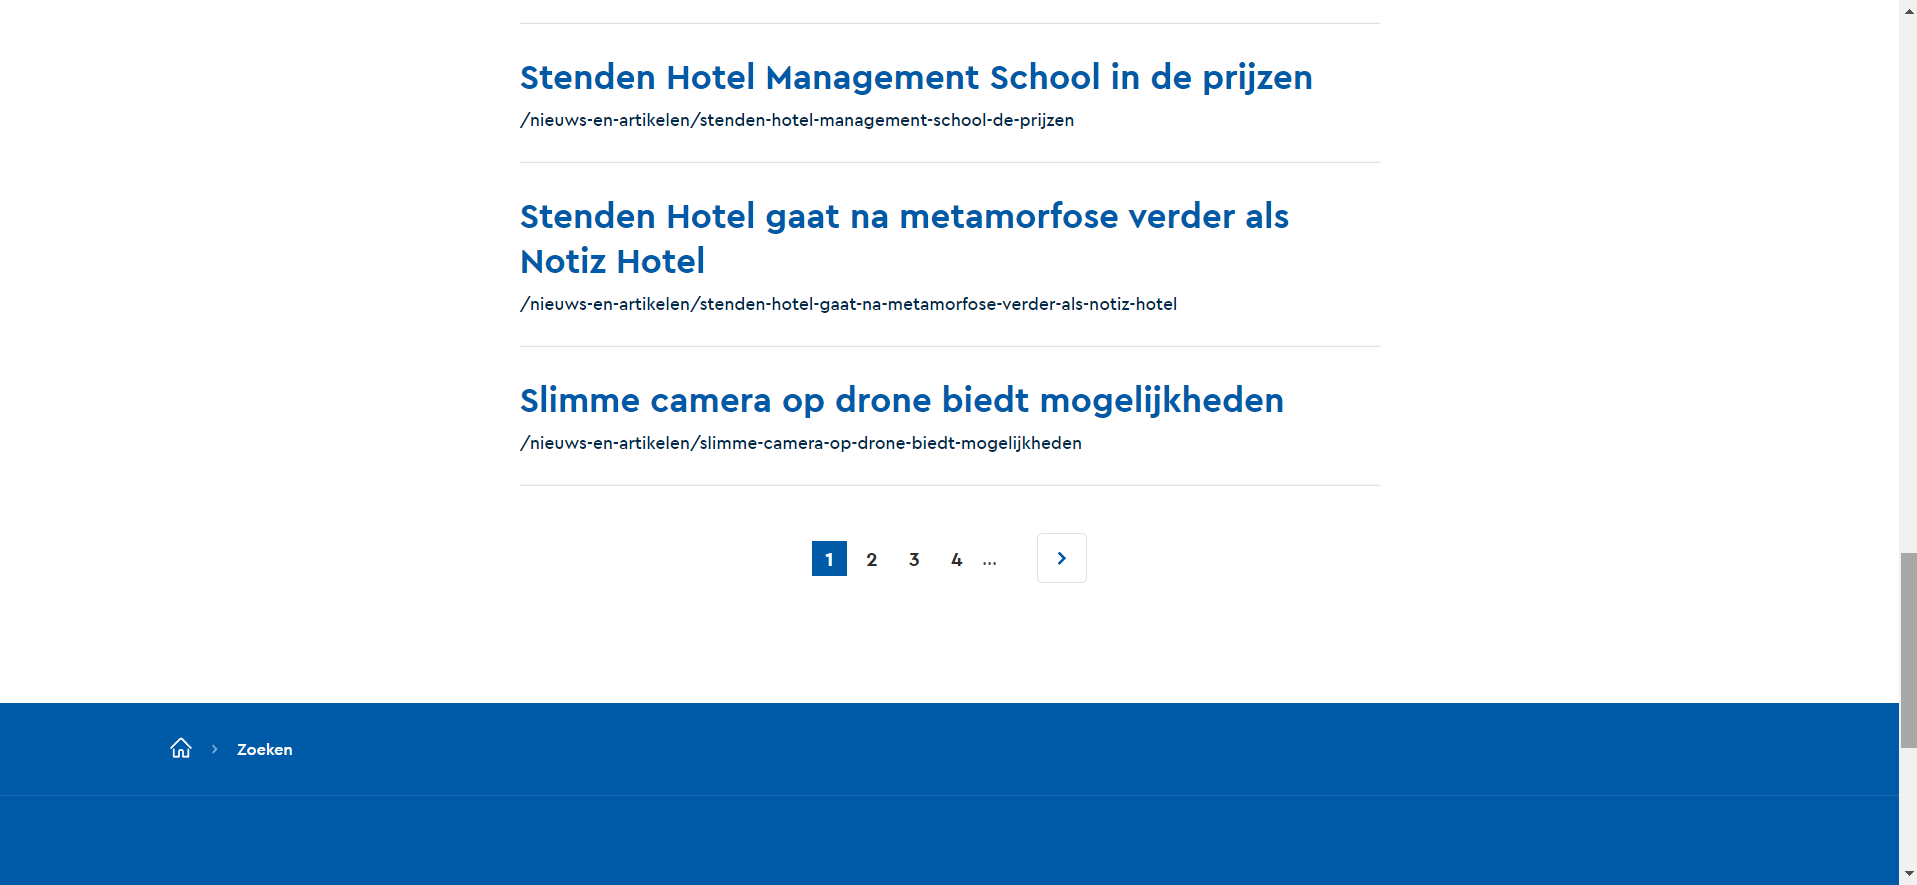 Stenden Hotel Management School in de prijzen
/nieuws-en-artikelen/stenden-hotel-management-school-de-prijzen
Stenden Hotel gaat na metamorfose verder als
Notiz Hotel
/nieuws-en-artikelen/stenden-hotel-gaat-na-metamorfose-verder-als-notiz-hotel
Slimme camera op drone biedt mogelijkheden
/nieuws-en-artikelen/slimme-camera-op-drone-biedt-mogelijkheden
1 2 3 4 ...
Zoeken